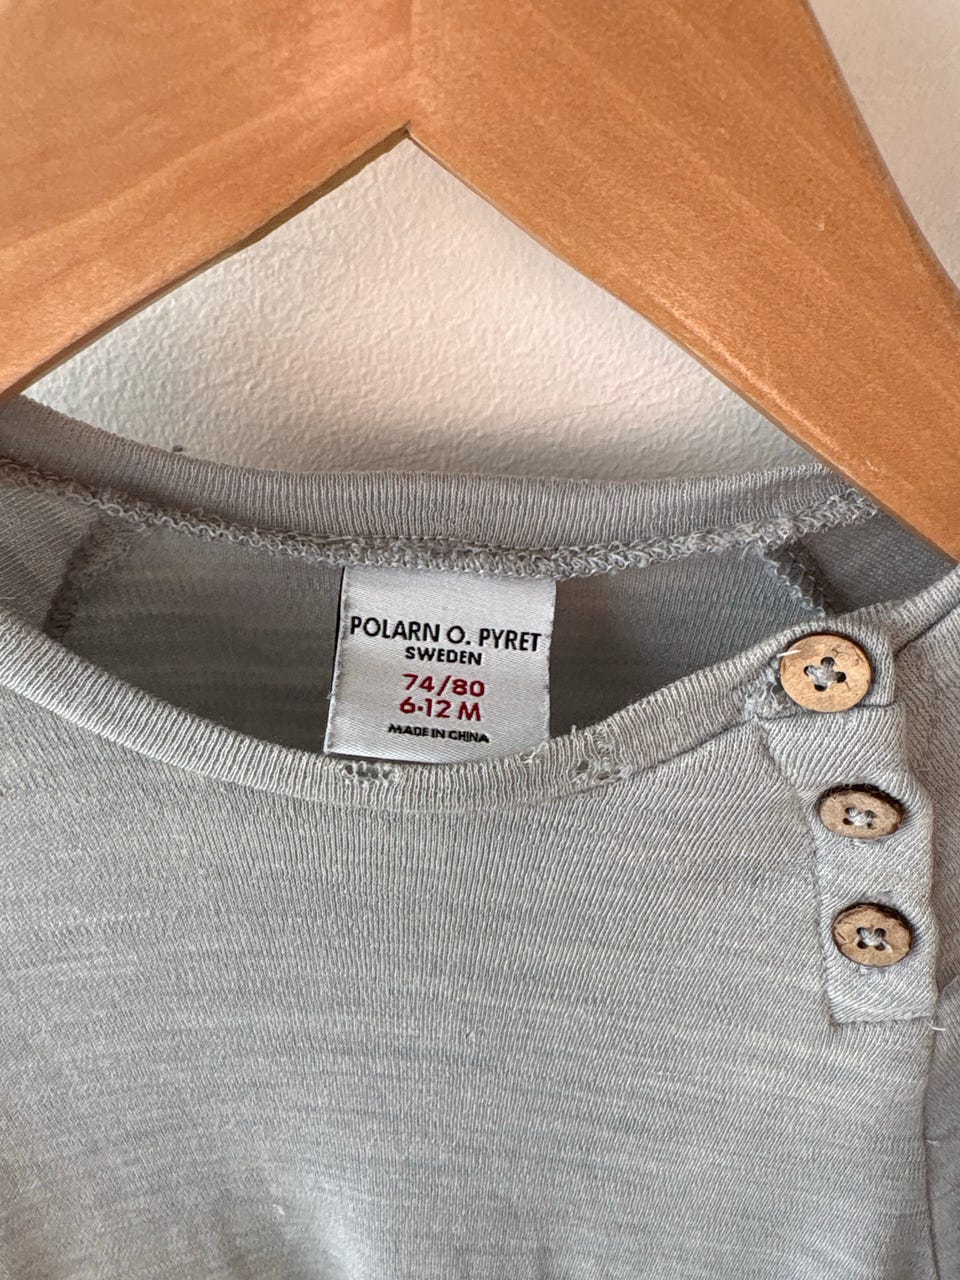 POLARN O. PYRET
SWEDEN
74/80
6-12 M
MADE IN CHINA